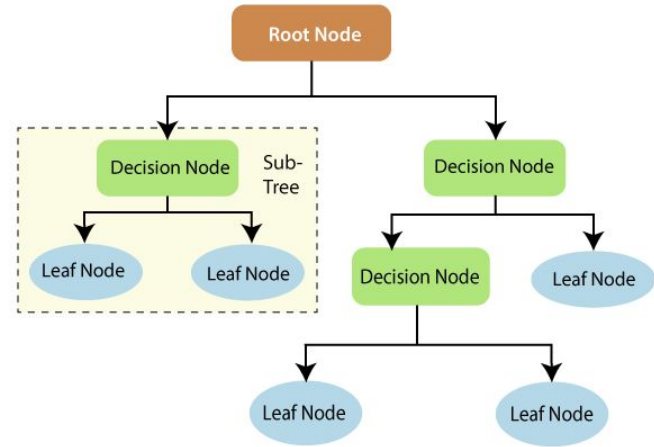 Root Node
Decision Node
Sub-
Tree
Decision Node
Leaf Node
Leaf Node
Decision Node
Leaf Node
Leaf Node
Leaf Node